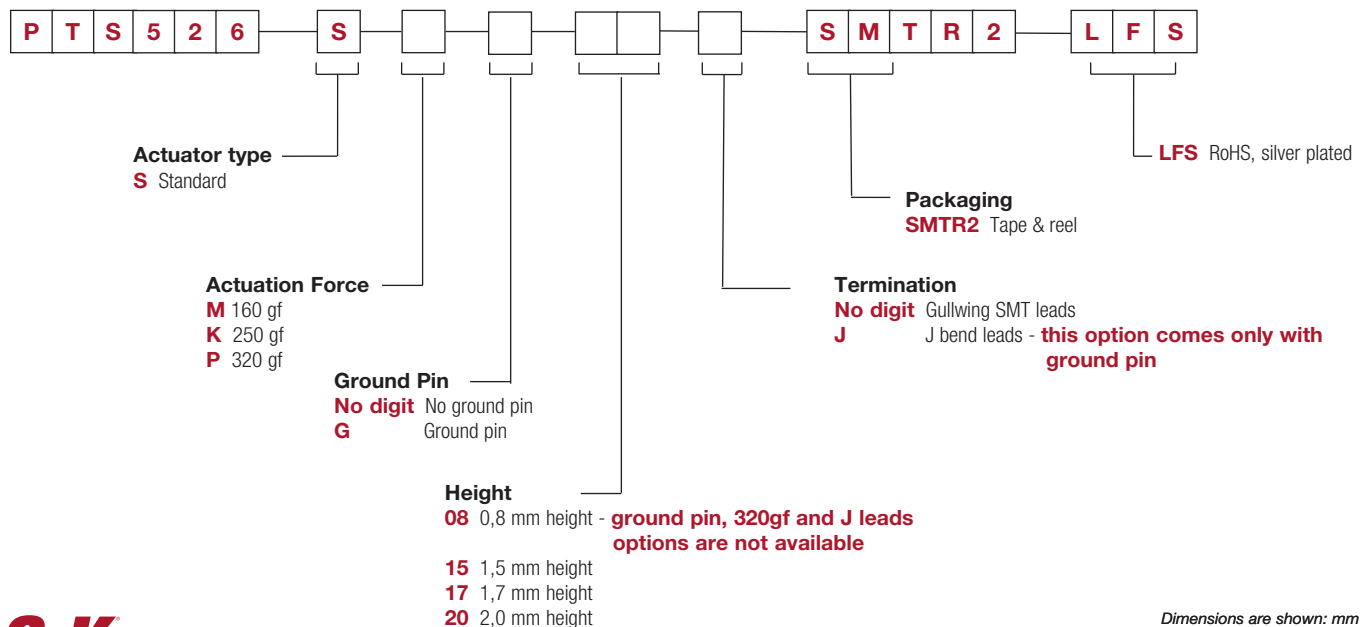 PTS526 S SMTR2 LFS
Actuator type
S Standard
LFS RoHS, silver plated
Packaging
SMTR2 Tape & reel
Actuation Force
M 160 gf
K 250 gf
P 320 gf
Termination
No digit Gullwing SMT leads
J J bend leads - this option comes only with
ground pin
Ground Pin
No digit No ground pin
G Ground pin
Height
08 0,8 mm height - ground pin, 320gf and J leads
options are not available
15 1,5 mm height
17 1,7 mm height
20 2,0 mm height
Dimensions are shown: mm